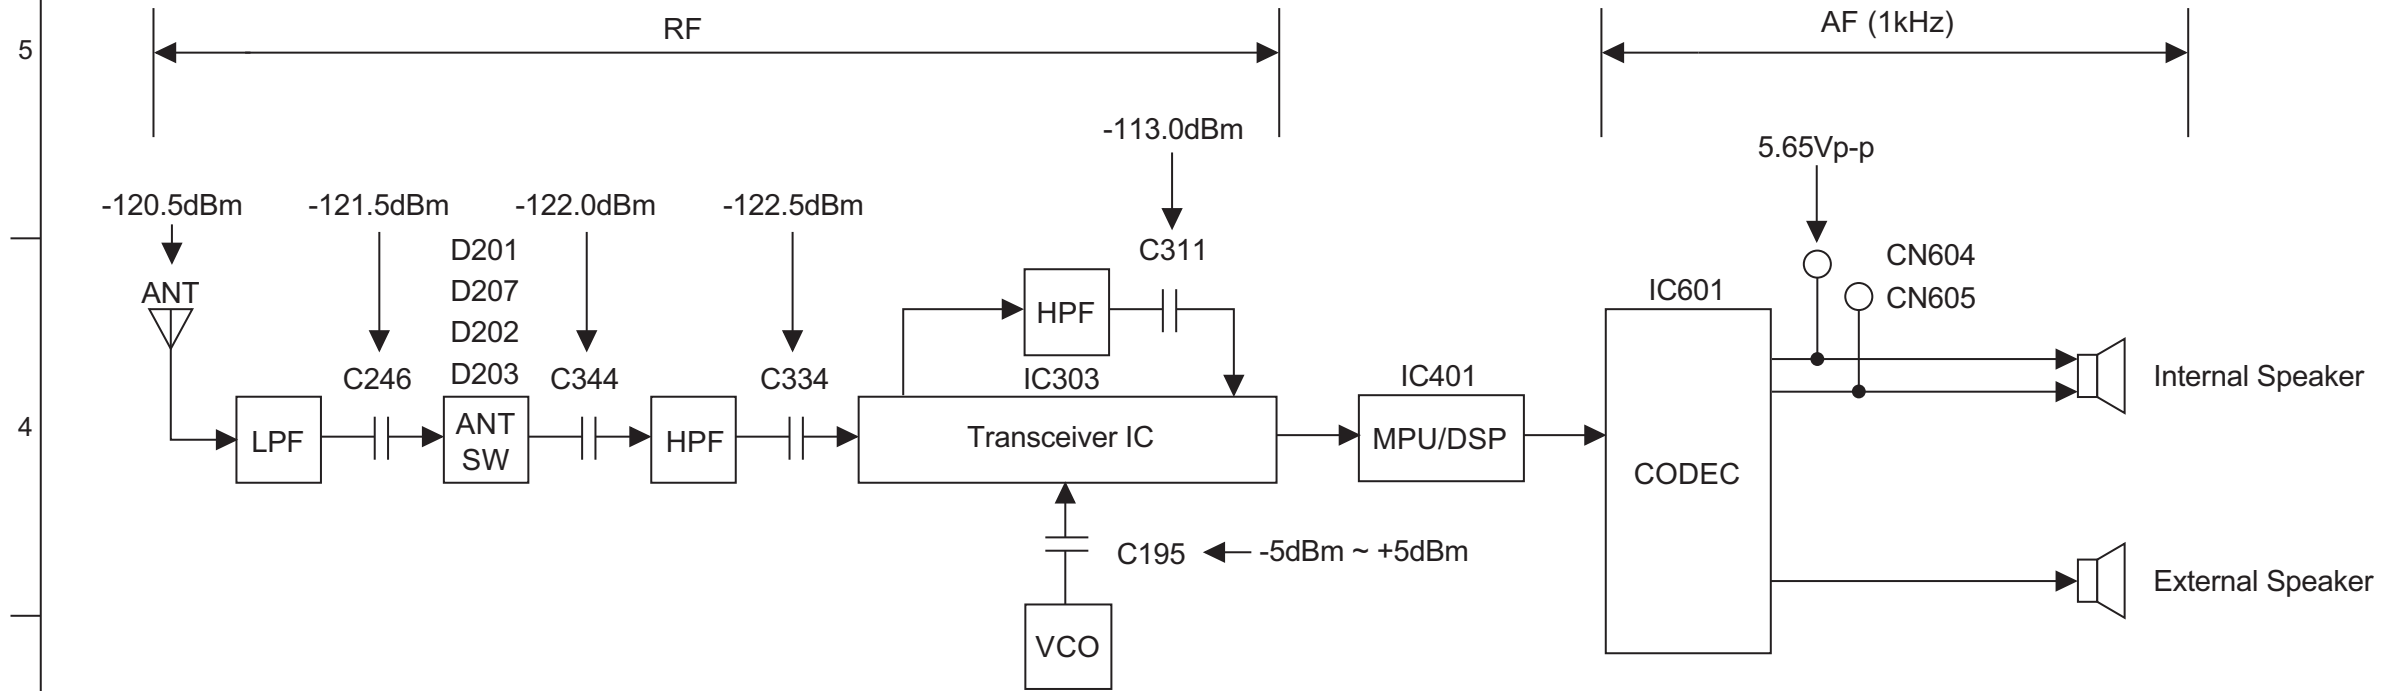 5
RF
AF (1kHz)
-113.0dBm
5.65Vp-p
-120.5dBm
-121.5dBm
-122.0dBm
-122.5dBm
D201
D207
D202
D203
C311
CN604
CN605
ANT
HPF
IC601
C246
C344
C334
IC303
IC401
Internal Speaker
4
LPF
ANT
SW
HPF
Transceiver IC
MPU/DSP
CODEC
C195
-5dBm ~ +5dBm
External Speaker
VCO